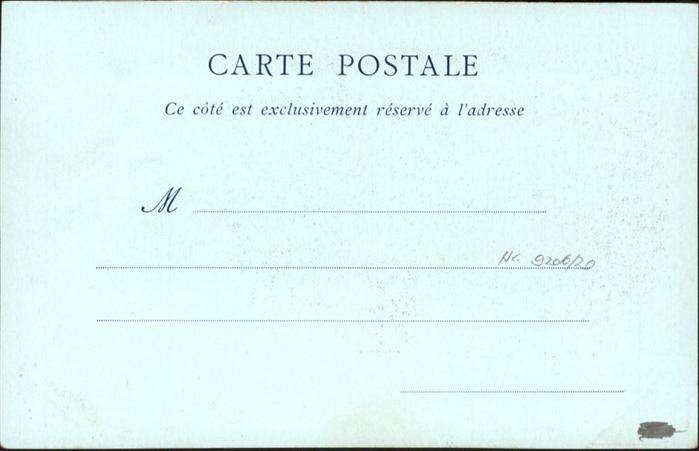 CARTE POSTALE
Ce côté est exclusivement réservé à l'adresse
M